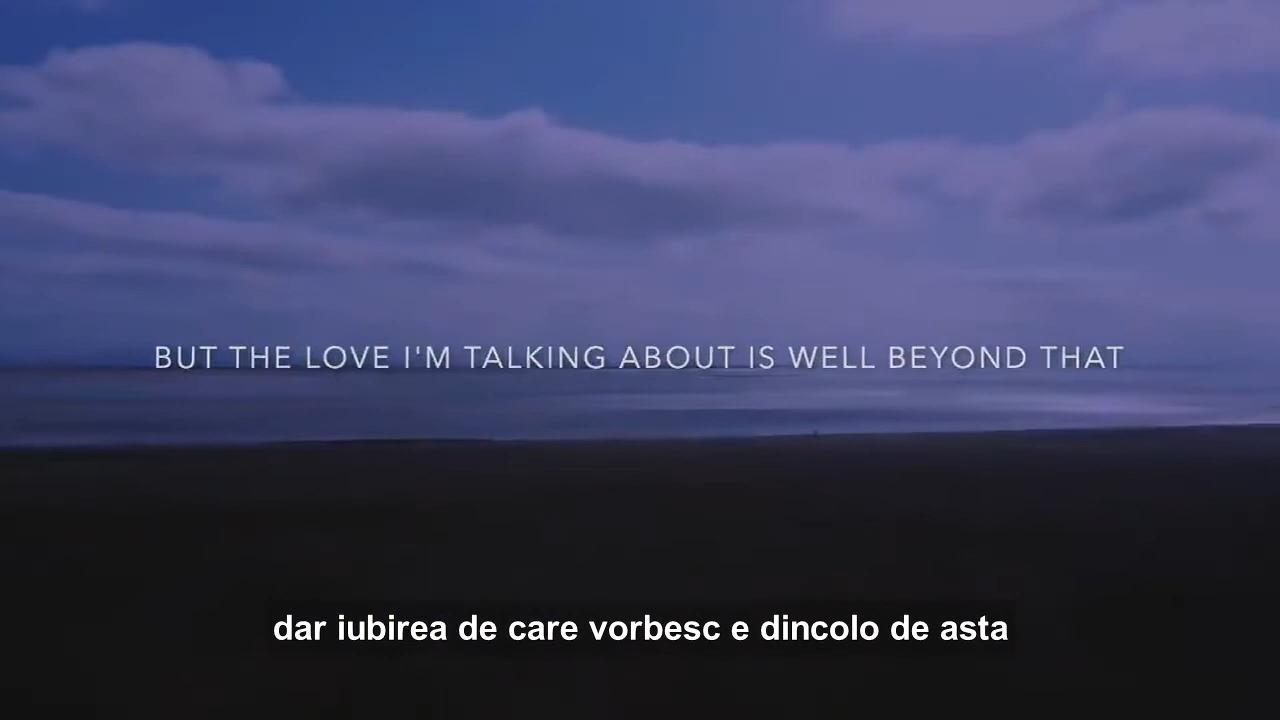 BUT THE LOVE I'M TALKING ABOUT IS WELL BEYOND THAT
dar iubirea de care vorbesc e dincolo de asta